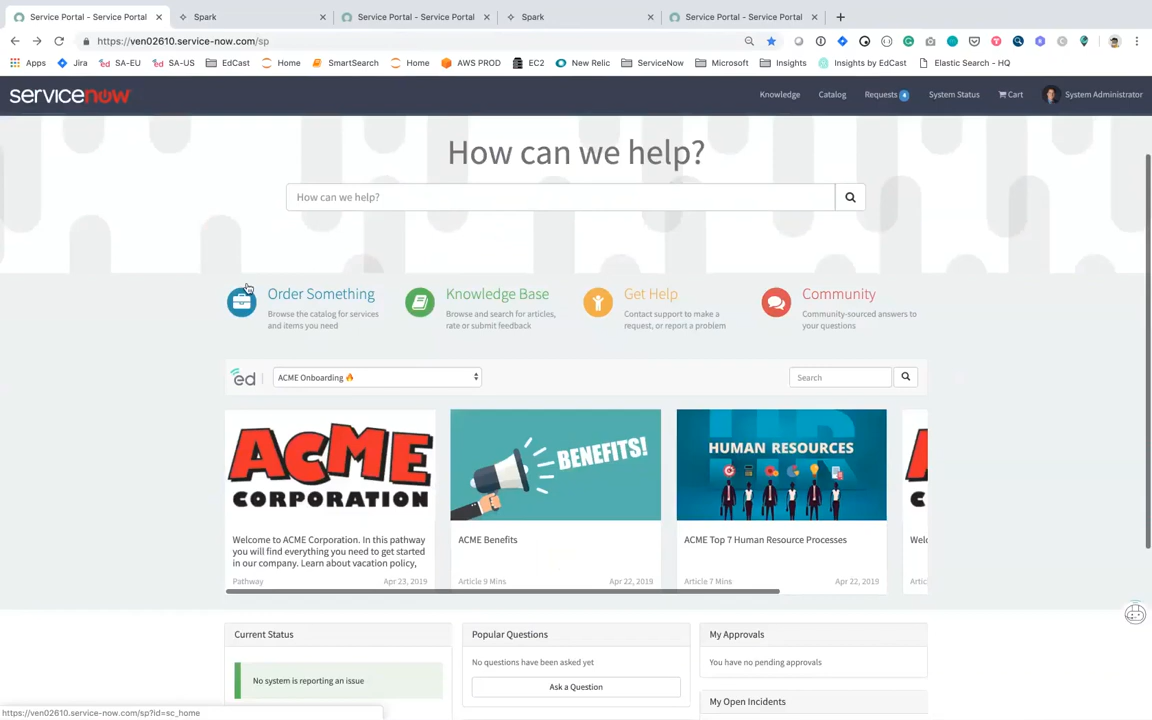 Service Portal - Service Portal
Spark
Service Portal - Service Portal
Spark
Service Portal - Service Portal
https://ven02610.service-now.com/sp
Apps
Jira
SA-EU
SA-US
EdCast
Home
SmartSearch
Home
AWS PROD
EC2
New Relic
ServiceNow
Microsoft
Insights
Insights by EdCast
Elastic Search - HQ
servicenow
Knowledge
Catalog
Requests 4
System Status
Cart
System Administrator
How can we help?
How can we help?
Order Something
Browse the catalog for services
and items you need
Knowledge Base
Browse and search for articles,
rate or submit feedback
Get Help
Contact support to make a
request, or report a problem
Community
Community-sourced answers to
your questions
ed
ACME Onboarding 🔥
Search
ACME
CORPORATION
Welcome to ACME Corporation. In this pathway
you will find everything you need to get started
in our company. Learn about vacation policy,
Pathway
Apr 23, 2019
BENEFITS!
ACME Benefits
Article 9 Mins
Apr 22, 2019
HUMAN RESOURCES
ACME Top 7 Human Resource Processes
Article 7 Mins
Apr 22, 2019
Current Status
No system is reporting an issue
Popular Questions
No questions have been asked yet
Ask a Question
My Approvals
You have no pending approvals
My Open Incidents
https://ven02610.service-now.com/sp?id=sc_home